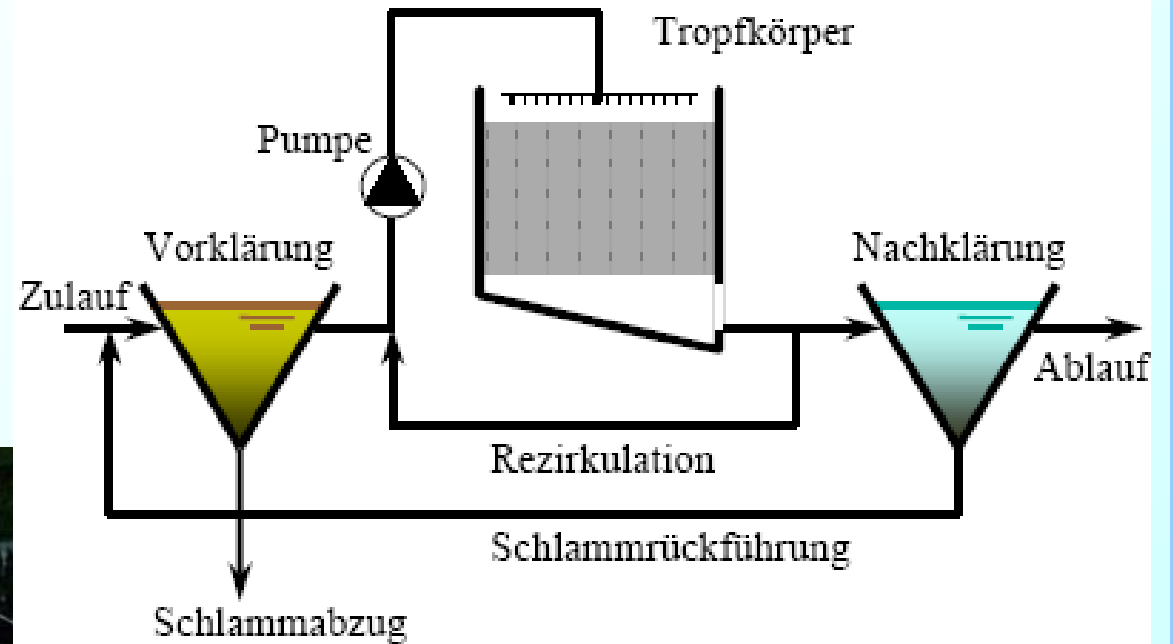 Tropfkörper
Pumpe
Vorklärung
Nachklärung
Zulauf
Ablauf
Rezirkulation
Schlammrückführung
Schlammabzug